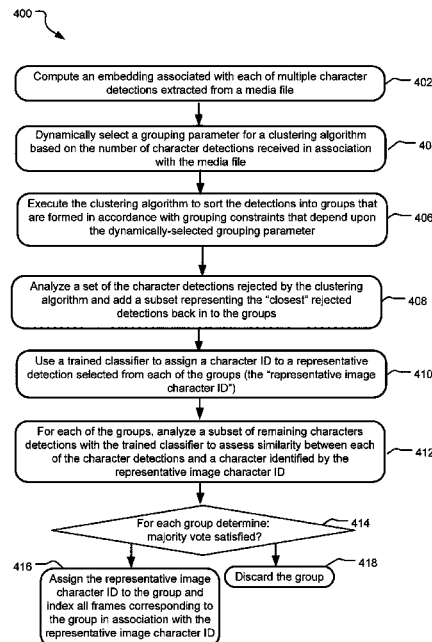 400
Compute an embedding associated with each of multiple character
detections extracted from a media file
402
Dynamically select a grouping parameter for a clustering algorithm
based on the number of character detections received in association
with the media file
40
Execute the clustering algorithm to sort the detections into groups that
are formed in accordance with grouping constraints that depend upon
the dynamically-selected grouping parameter
406
Analyze a set of the character detections rejected by the clustering
algorithm and add a subset representing the “closest” rejected
detections back in to the groups
408
Use a trained classifier to assign a character ID to a representative
detection selected from each of the groups (the “representative image
character ID”)
410
For each of the groups, analyze a subset of remaining characters
detections with the trained classifier to assess similarity between each
of the character detections and a character identified by the
representative image character ID
412
For each group determine:
majority vote satisfied?
414
416
Assign the representative image
character ID to the group and
index all frames corresponding to
the group in association with the
representative image character ID
418
Discard the group